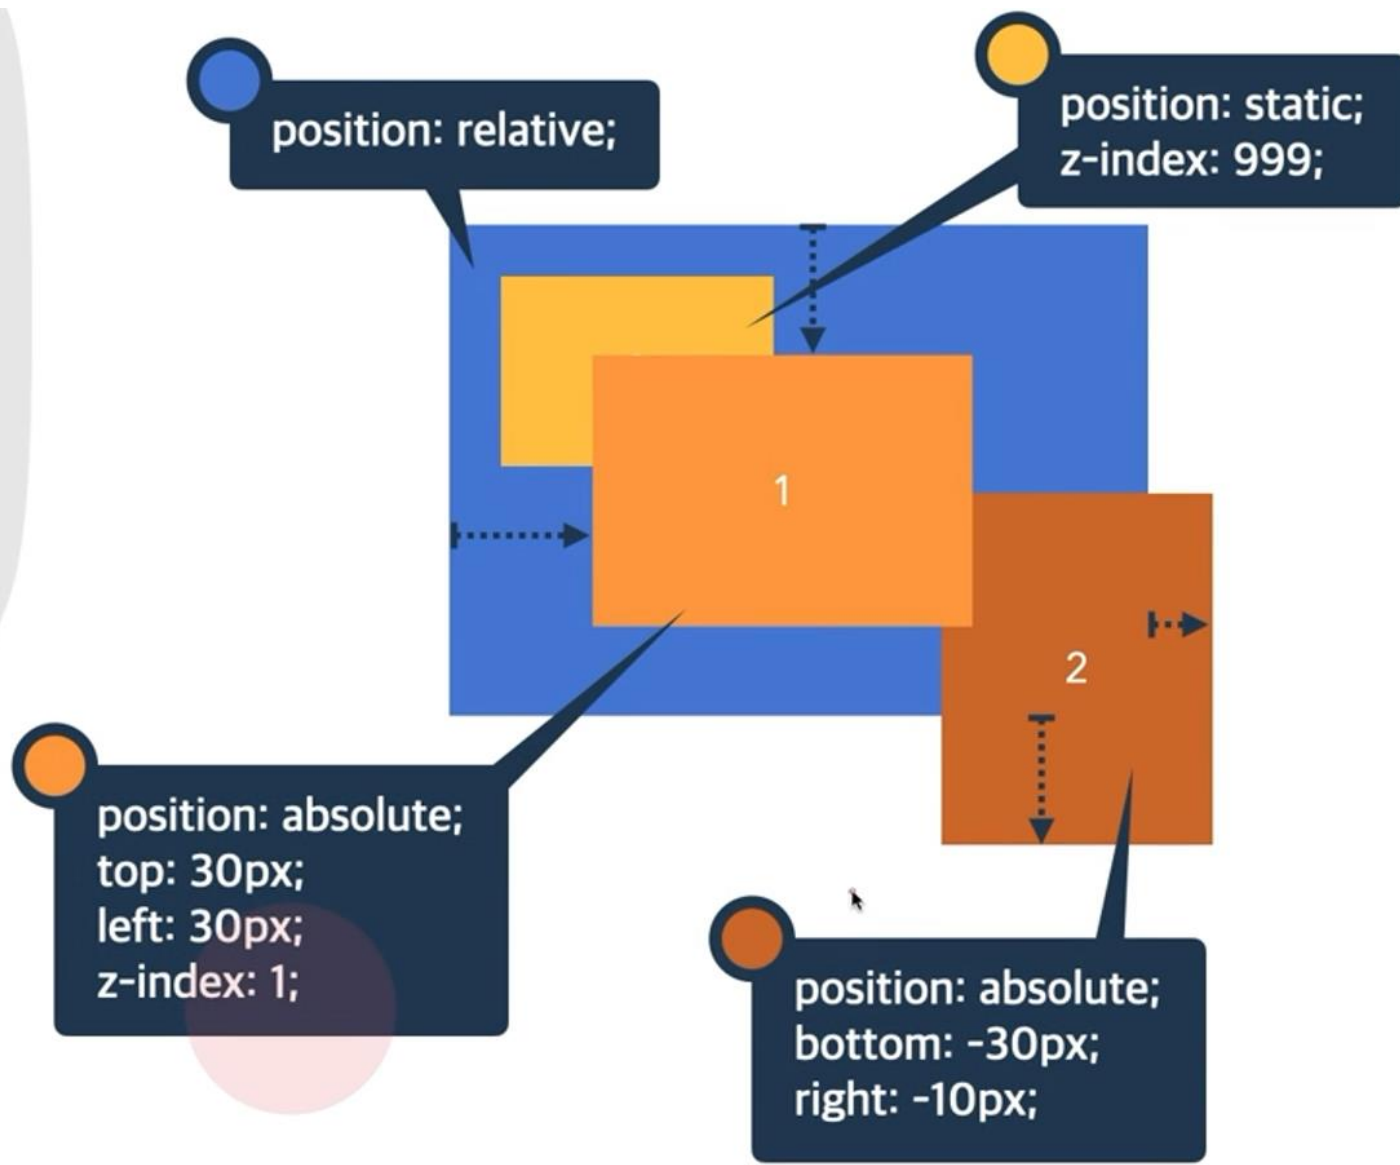 position: relative;
position: static;
z-index: 999;
1
2
position: absolute;
top: 30px;
left: 30px;
z-index: 1;
position: absolute;
bottom: -30px;
right: -10px;